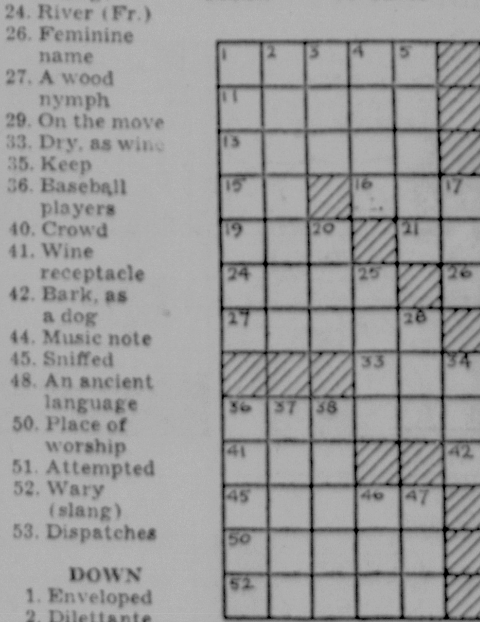 24. River (Fr.)
26. Feminine
name
27. A wood
nymph
29. On the move
33. Dry, as wine
35. Keep
36. Baseball
players
40. Crowd
41. Wine
receptacle
42. Bark, as
a dog
44. Music note
45. Sniffed
48. An ancient
language
50. Place of
worship
51. Attempted
52. Wary
(slang)
53. Dispatches
DOWN
1. Enveloped
2. Dilettante
1 2 3 4 5
11
13
15 16 17
19 20 21
24 25 26
27 28
33 34
36 37 38
41 42
45 46 47
50
52